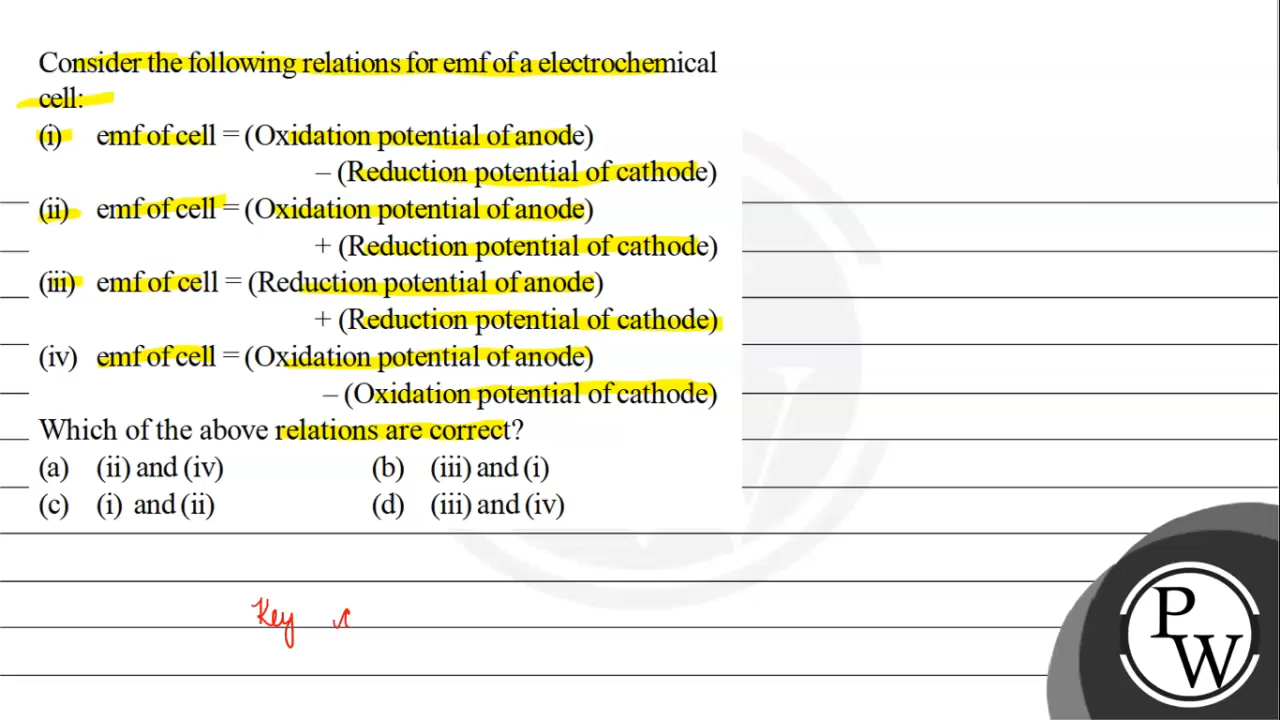 Consider the following relations for emf of a electrochemical
cell:
(i) emf of cell = (Oxidation potential of anode)
– (Reduction potential of cathode)
(ii) emf of cell = (Oxidation potential of anode)
+ (Reduction potential of cathode)
(iii) emf of cell = (Reduction potential of anode)
+ (Reduction potential of cathode)
(iv) emf of cell = (Oxidation potential of anode)
– (Oxidation potential of cathode)
Which of the above relations are correct?
(a) (ii) and (iv) (b) (iii) and (i)
(c) (i) and (ii) (d) (iii) and (iv)
Key
P
W